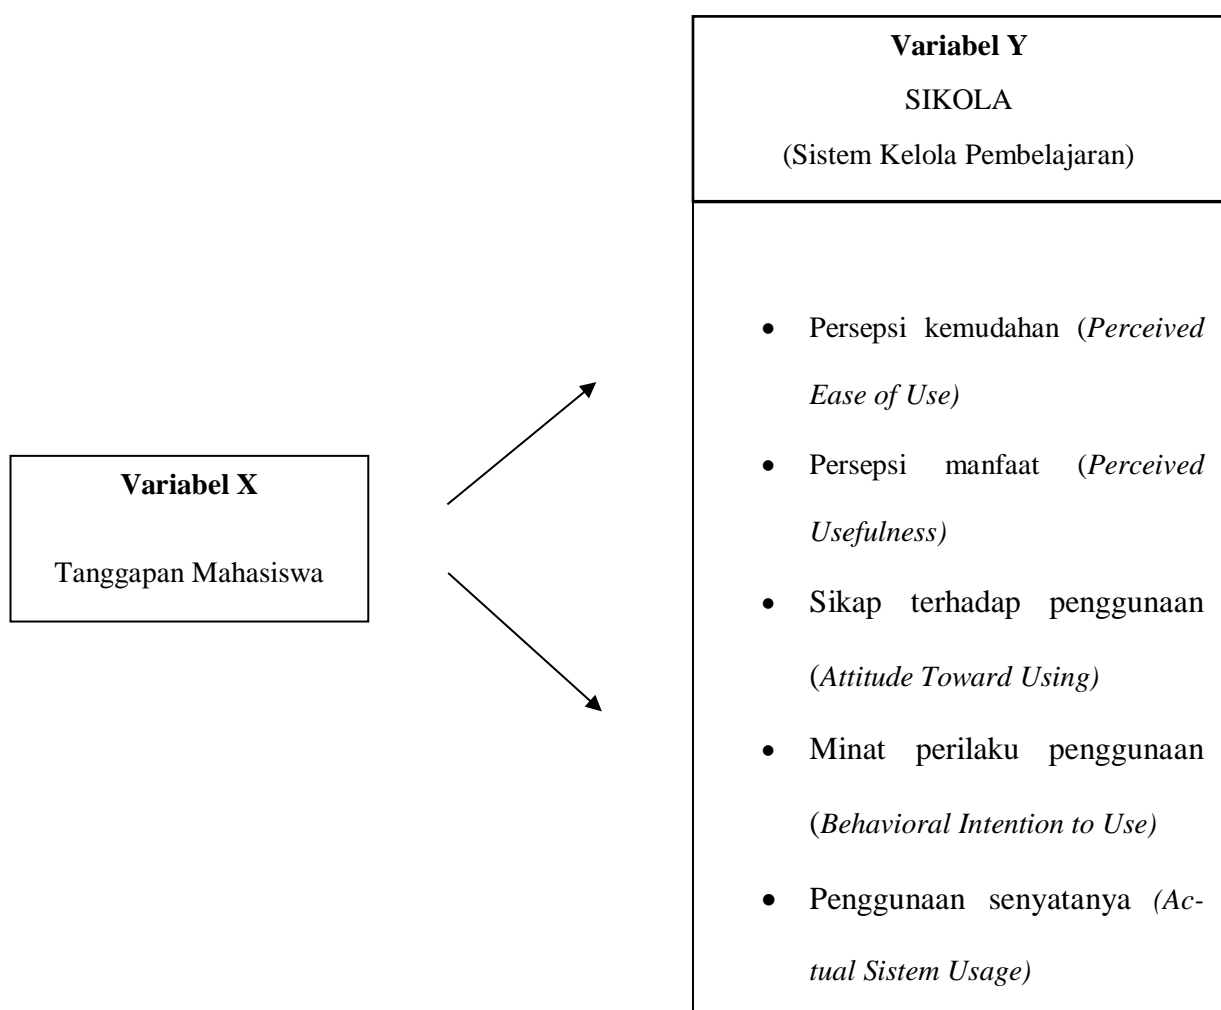 Variabel Y
SIKOLA
(Sistem Kelola Pembelajaran)
• Persepsi kemudahan (Perceived
Ease of Use)
• Persepsi manfaat (Perceived
Usefulness)
• Sikap terhadap penggunaan
(Attitude Toward Using)
• Minat perilaku penggunaan
(Behavioral Intention to Use)
• Penggunaan senyatanya (Ac-
tual Sistem Usage)
Variabel X
Tanggapan Mahasiswa